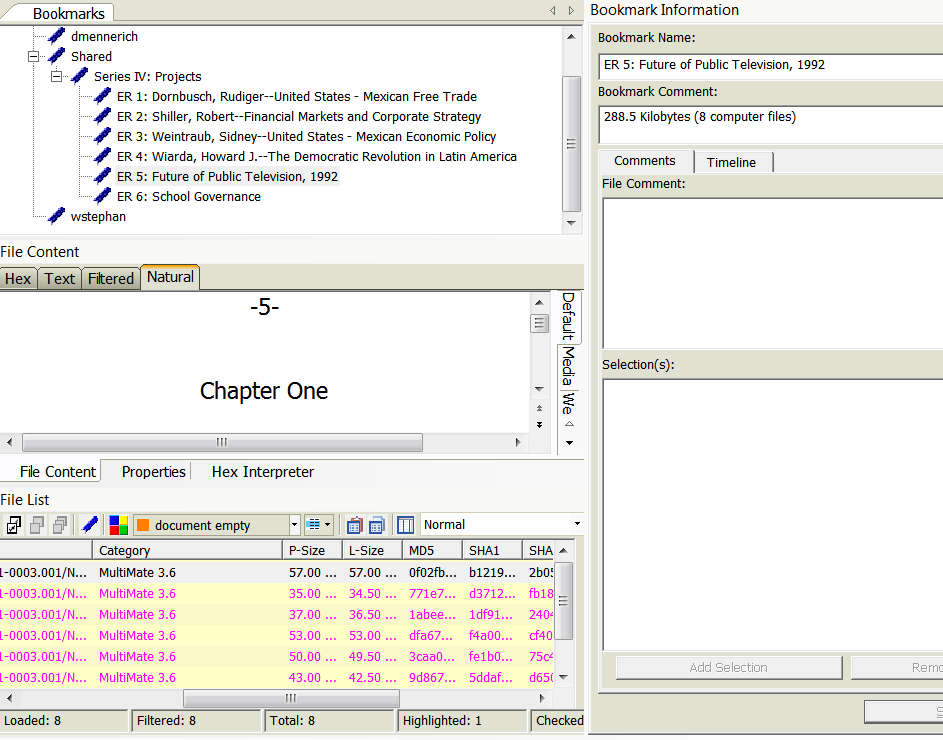 Bookmarks
dmennerich
Shared
Series IV: Projects
ER 1: Dornbusch, Rudiger--United States - Mexican Free Trade
ER 2: Shiller, Robert--Financial Markets and Corporate Strategy
ER 3: Weintraub, Sidney--United States - Mexican Economic Policy
ER 4: Wiarda, Howard J.--The Democratic Revolution in Latin America
ER 5: Future of Public Television, 1992
ER 6: School Governance
wstephan
File Content
Hex Text Filtered Natural
-5-
Chapter One
Default Media We
File Content Properties Hex Interpreter
File List
document empty Normal
Category P-Size L-Size MD5 SHA1 SHA
1-0003.001/N... MultiMate 3.6 57.00 ... 57.00 ... 0f02fb... b1219... 2b05
1-0003.001/N... MultiMate 3.6 35.00 ... 34.50 ... 771e7... d3712... fb18
1-0003.001/N... MultiMate 3.6 37.00 ... 36.50 ... 1abee... 1df91... 2404
1-0003.001/N... MultiMate 3.6 53.00 ... 53.00 ... dfa67... f4a00... cf40
1-0003.001/N... MultiMate 3.6 50.00 ... 49.50 ... 3caa0... fe1b0... 75c4
1-0003.001/N... MultiMate 3.6 43.00 ... 42.50 ... 9d867... 5ddaf... d650
Loaded: 8 Filtered: 8 Total: 8 Highlighted: 1 Checked
Bookmark Information
Bookmark Name:
ER 5: Future of Public Television, 1992
Bookmark Comment:
288.5 Kilobytes (8 computer files)
Comments Timeline
File Comment:
Selection(s):
Add Selection Remo